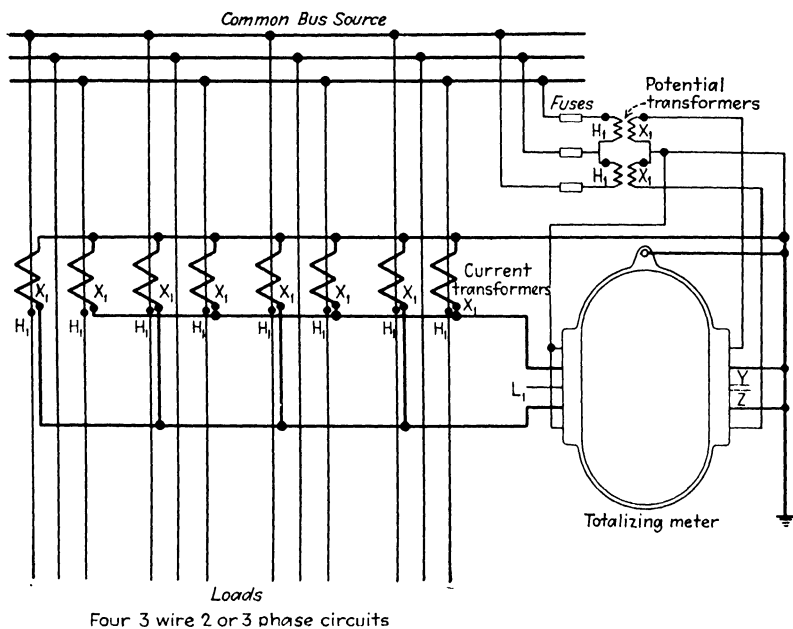 Common Bus Source
Potential
transformers
Fuses
H₁ X₁
H₁ X₁
Current
transformers
X₁ X₁ X₁ X₁ X₁ X₁ X₁ X₁
H₁ H₁ H₁ H₁ H₁ H₁ H₁ H₁
L₁
Y
Z
Totalizing meter
Loads
Four 3 wire 2 or 3 phase circuits